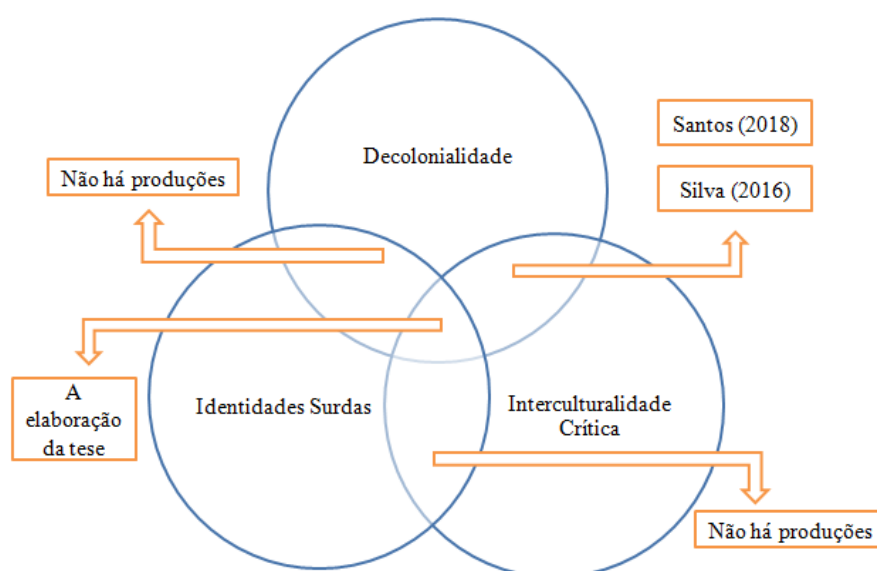 Decolonialidade
Santos (2018)
Não há produções
Silva (2016)
A
elaboração
da tese
Identidades Surdas
Interculturalidade
Crítica
Não há produções